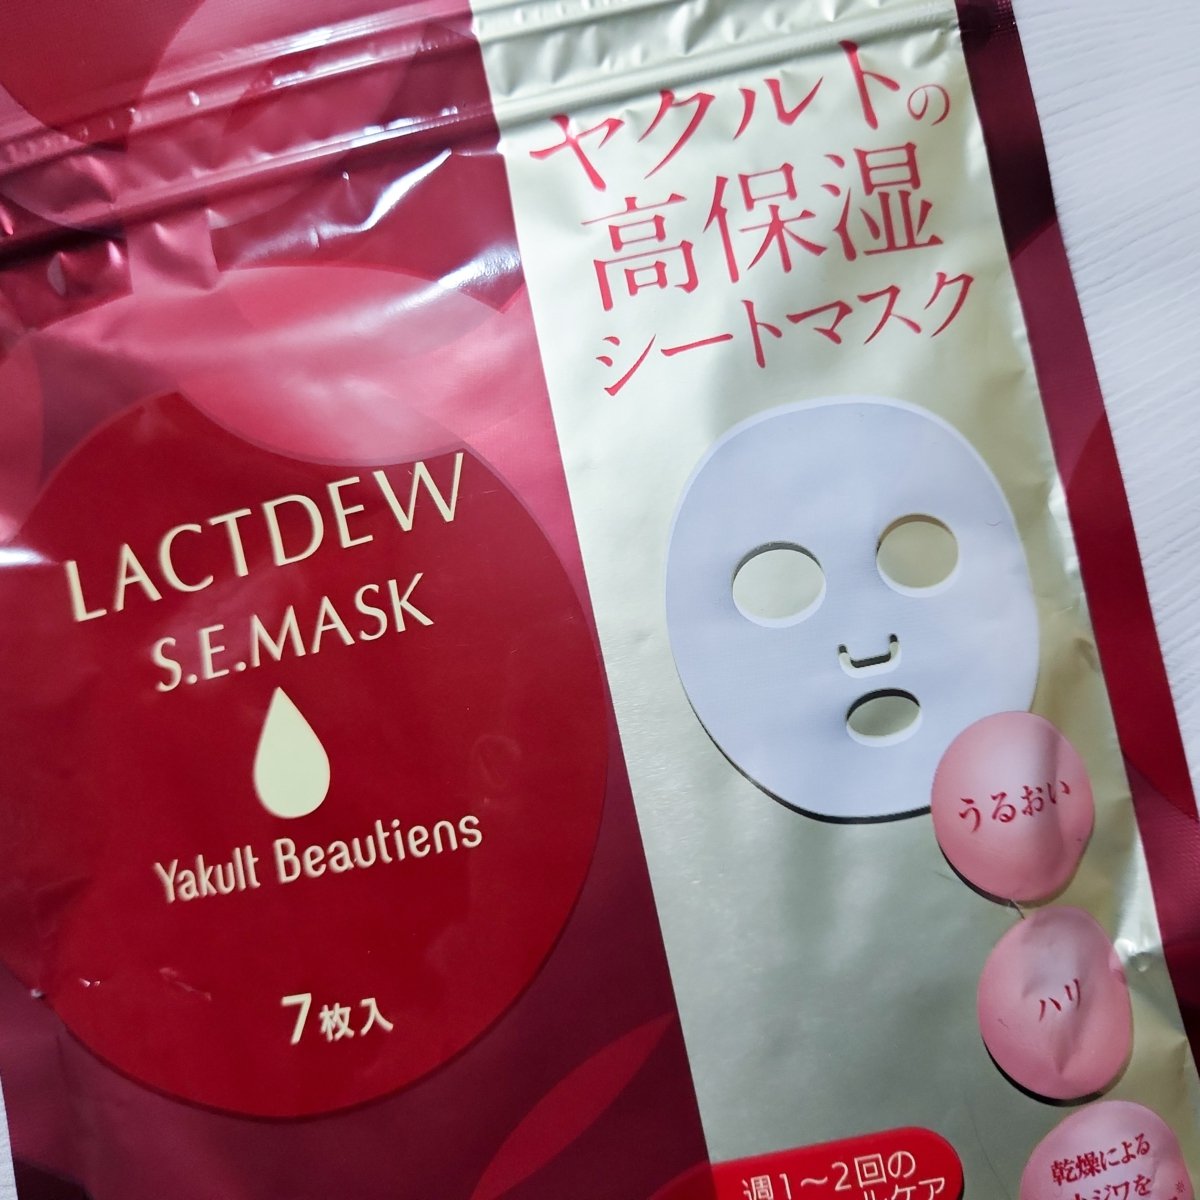 ヤクルトの
高保湿
シートマスク
LACTDEW
S.E.MASK
Yakult Beautiens
7枚入
うるおい
ハリ
乾燥による
週1～2回の